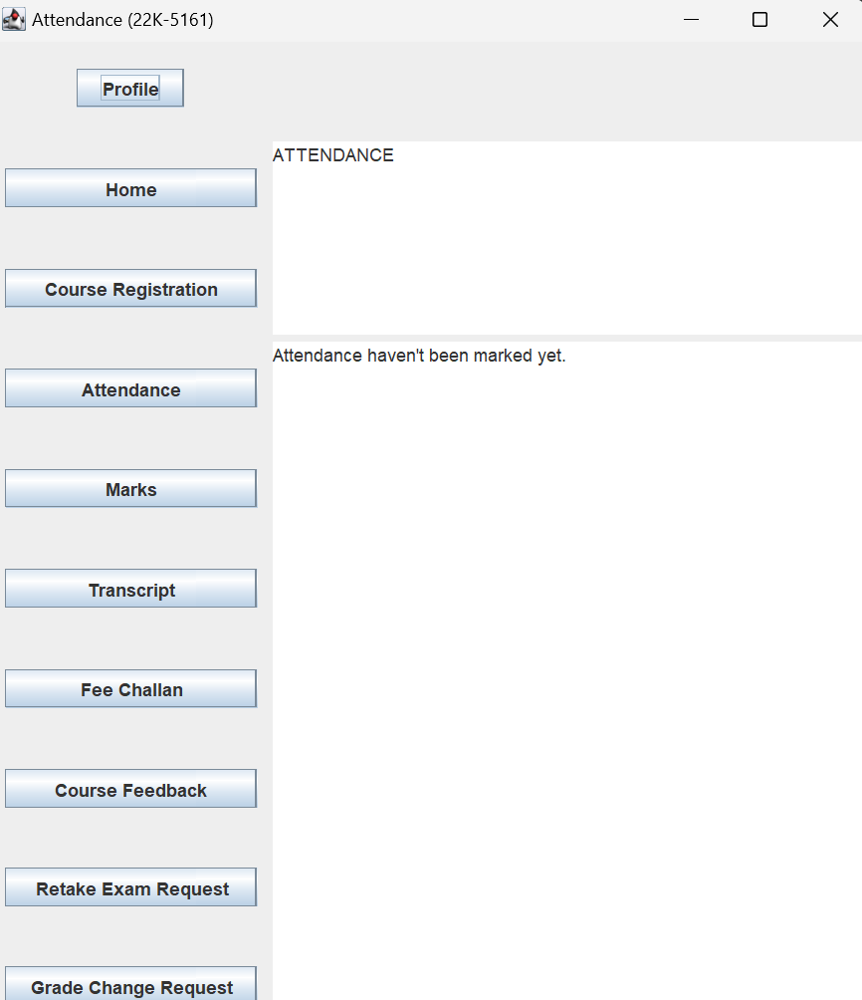 Attendance (22K-5161)
Profile
ATTENDANCE
Home
Course Registration
Attendance haven't been marked yet.
Attendance
Marks
Transcript
Fee Challan
Course Feedback
Retake Exam Request
Grade Change Request